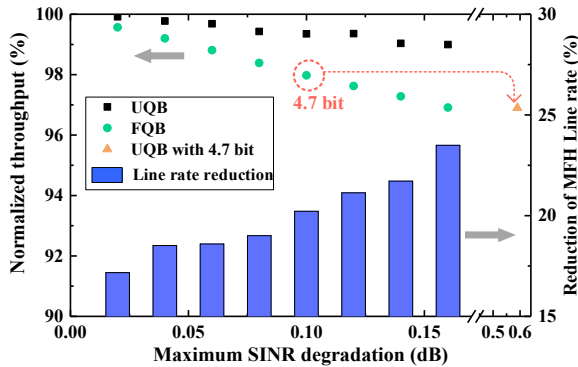 Normalized throughput (%)
100
98
96
94
92
90
UQB
FQB
UQB with 4.7 bit
Line rate reduction
4.7 bit
30
25
20
15
Reduction of MFH Line rate (%)
0.00 0.05 0.10 0.15 0.5 0.6
Maximum SINR degradation (dB)